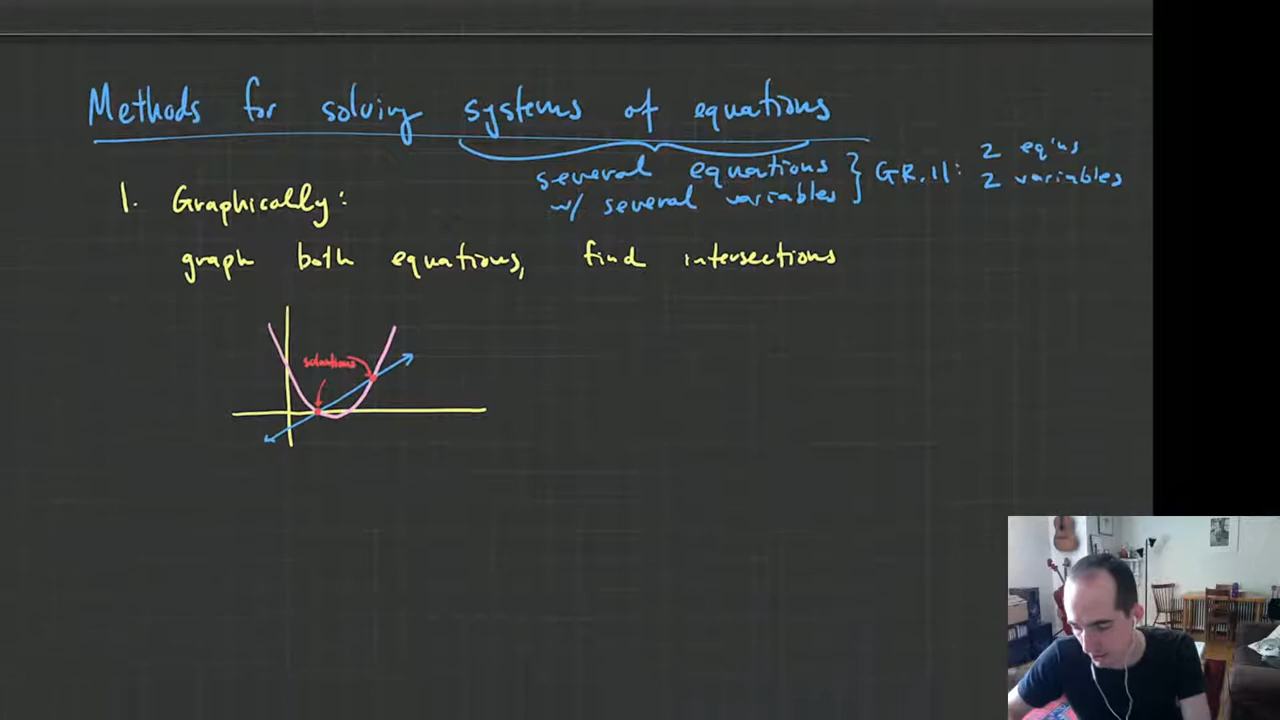 Methods for solving systems of equations
several equations
w/ several variables
} GR.11: 2 eq'ns
2 variables
1. Graphically:
graph both equations, find intersections
solutions